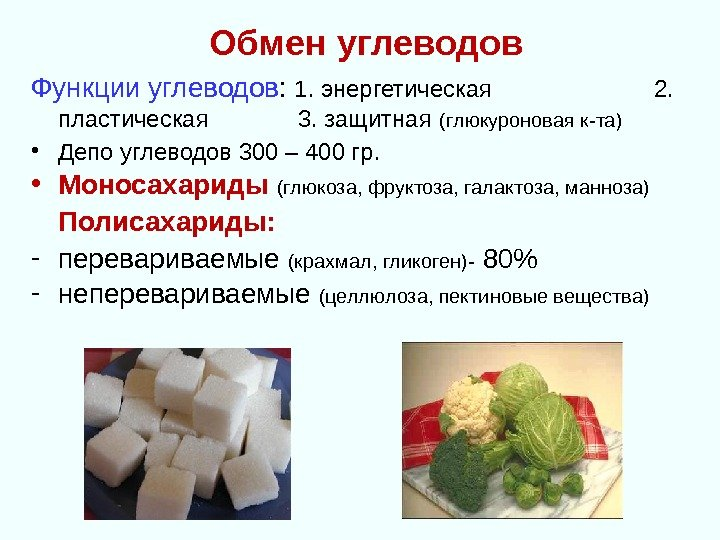 Обмен углеводов
Функции углеводов: 1. энергетическая 2.
пластическая 3. защитная (глюкуроновая к-та)
• Депо углеводов 300 – 400 гр.
• Моносахариды (глюкоза, фруктоза, галактоза, манноза)
Полисахариды:
- перевариваемые (крахмал, гликоген)- 80%
- неперевариваемые (целлюлоза, пектиновые вещества)